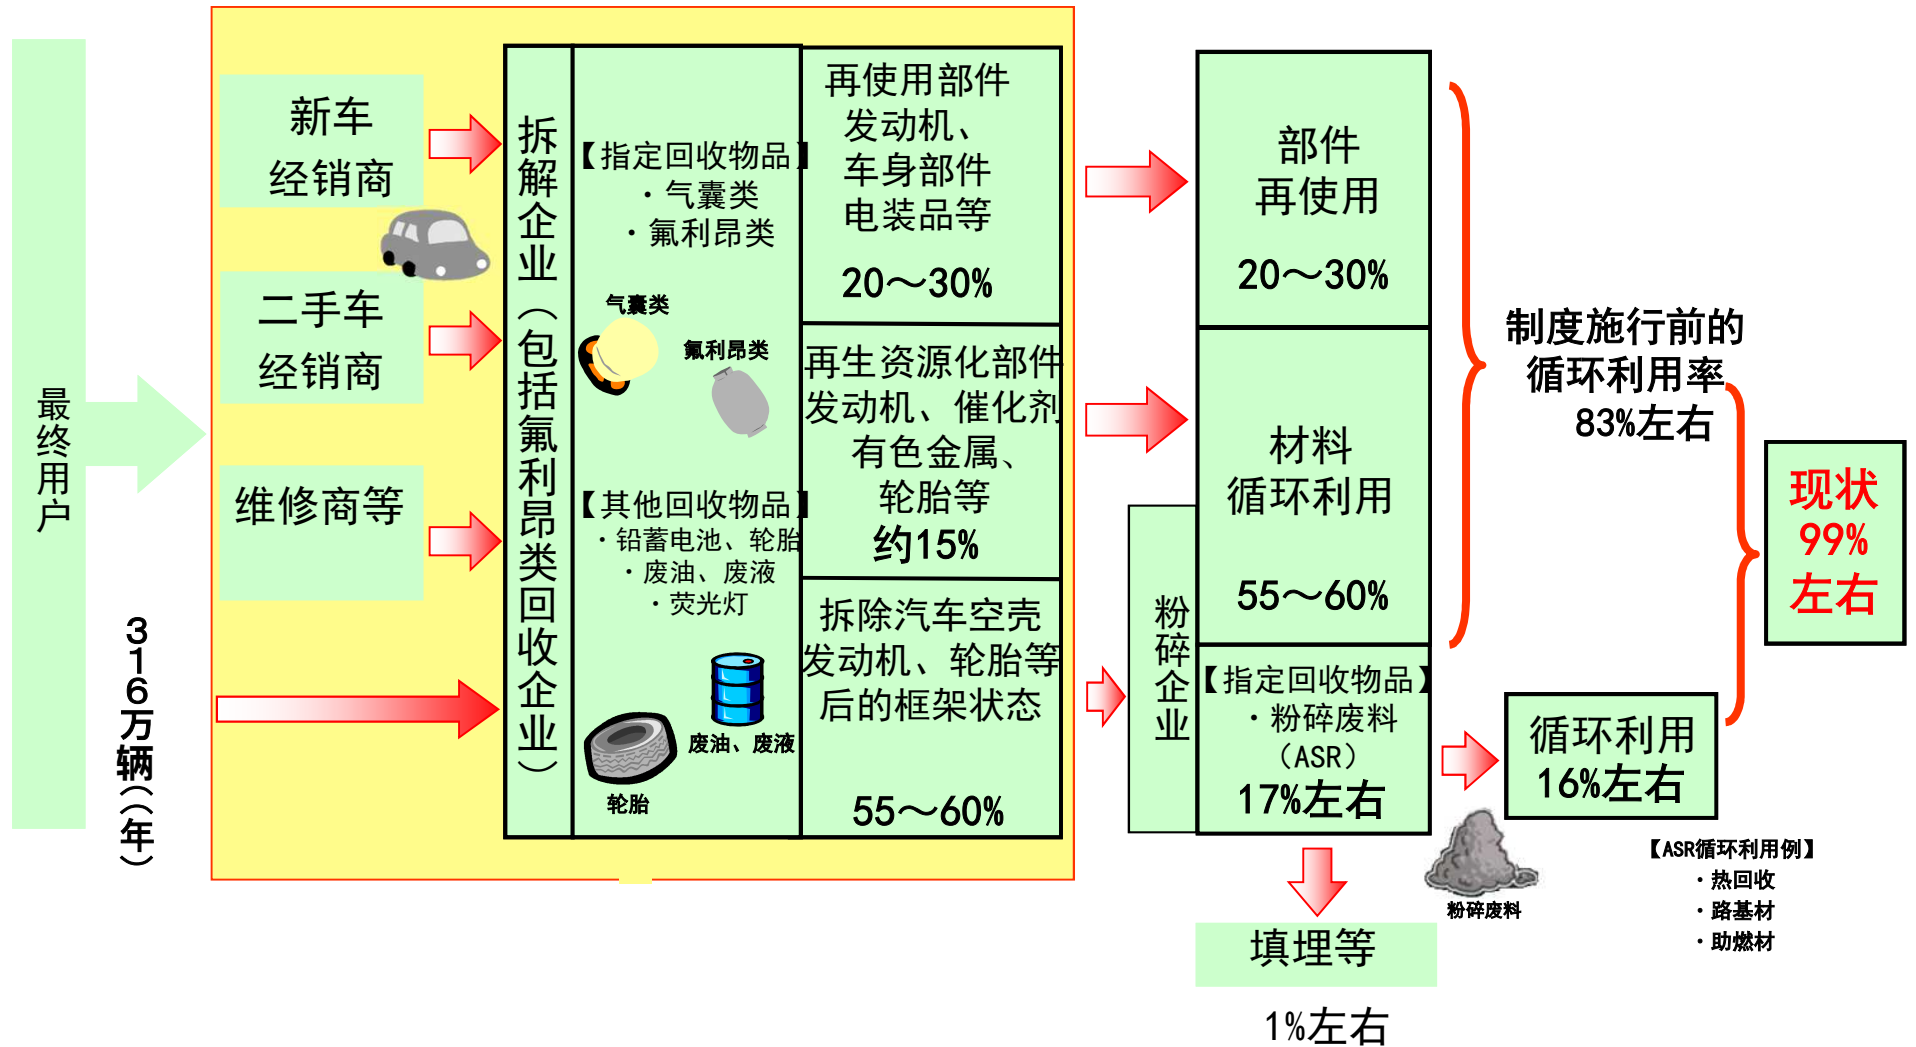 最终用户
316万辆((年)
新车
经销商
二手车
经销商
维修商等
拆解企业（包括氟利昂类回收企业）
【指定回收物品】
・气囊类
・氟利昂类
气囊类
氟利昂类
【其他回收物品】
・铅蓄电池、轮胎
・废油、废液
・荧光灯
废油、废液
轮胎
再使用部件
发动机、
车身部件
电装品等
20～30%
再生资源化部件
发动机、催化剂
有色金属、
轮胎等
约15%
拆除汽车空壳
发动机、轮胎等
后的框架状态
55～60%
粉碎企业
部件
再使用
20～30%
材料
循环利用
55～60%
【指定回收物品】
・粉碎废料
（ASR）
17%左右
填埋等
1%左右
制度施行前的
循环利用率
83%左右
循环利用
16%左右
现状
99%
左右
粉碎废料
【ASR循环利用例】
・热回收
・路基材
・助燃材